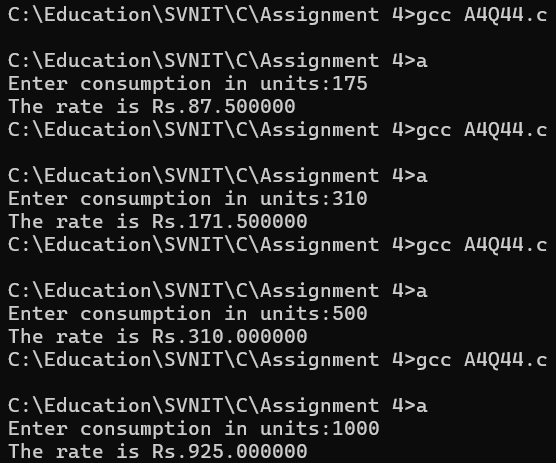 C:\Education\SVNIT\C\Assignment 4>gcc A4Q44.c
C:\Education\SVNIT\C\Assignment 4>a
Enter consumption in units:175
The rate is Rs.87.500000
C:\Education\SVNIT\C\Assignment 4>gcc A4Q44.c
C:\Education\SVNIT\C\Assignment 4>a
Enter consumption in units:310
The rate is Rs.171.500000
C:\Education\SVNIT\C\Assignment 4>gcc A4Q44.c
C:\Education\SVNIT\C\Assignment 4>a
Enter consumption in units:500
The rate is Rs.310.000000
C:\Education\SVNIT\C\Assignment 4>gcc A4Q44.c
C:\Education\SVNIT\C\Assignment 4>a
Enter consumption in units:1000
The rate is Rs.925.000000